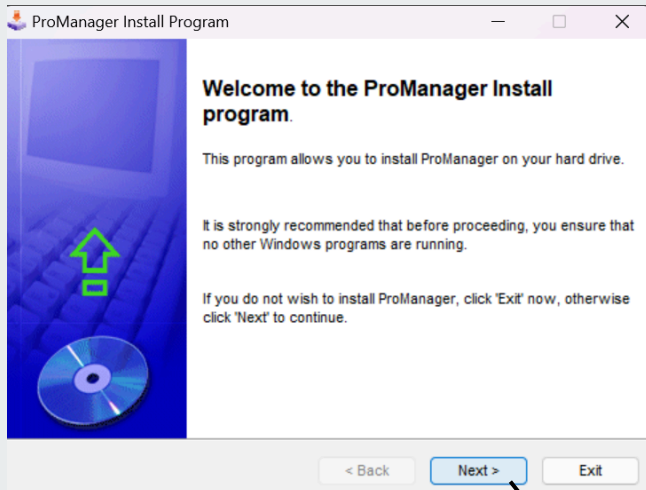 ProManager Install Program
Welcome to the ProManager Install
program.
This program allows you to install ProManager on your hard drive.
It is strongly recommended that before proceeding, you ensure that
no other Windows programs are running.
If you do not wish to install ProManager, click 'Exit' now, otherwise
click 'Next' to continue.
< Back Next > Exit